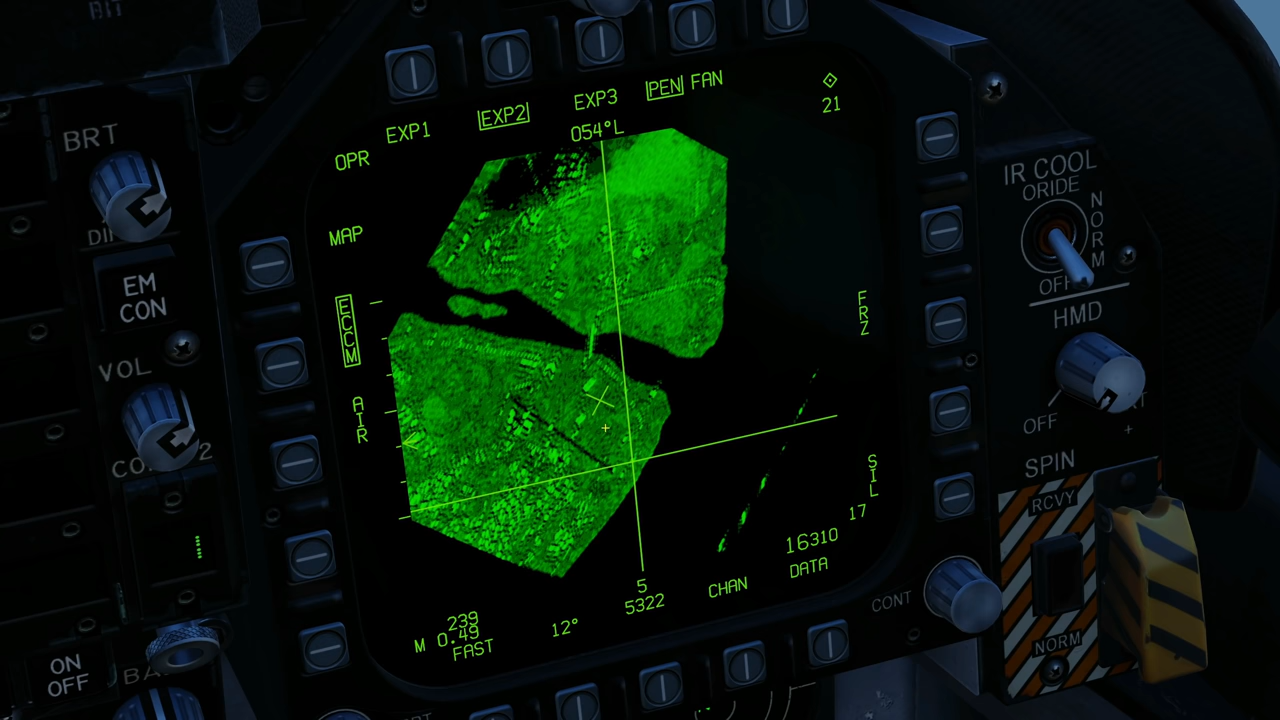 BIT
BRT
EM
CON
VOL
ON
OFF
OPR
EXP1
EXP2
EXP3
PEN
FAN
054°L
21
MAP
ECCM
AIR
FRZ
SIL
17
16310
DATA
CHAN
5
5322
12°
239
M 0.49
FAST
IR COOL
ORIDE
NORM
OFF
HMD
OFF
SPIN
RCVY
NORM
CONT